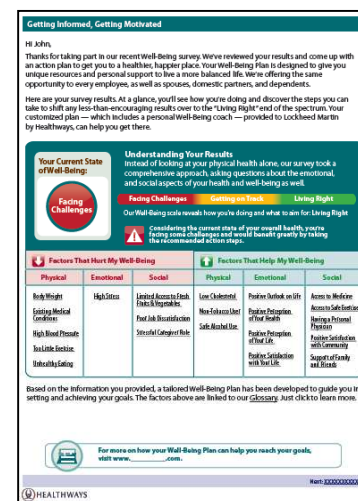 Getting Informed, Getting Motivated
Hi John,
Thanks for taking part in our recent Well-Being survey. We've reviewed your results and come up with
an action plan to get you to a healthier, happier place. Your Well-Being Plan is designed to give you
unique resources and personal support to live a more balanced life. We're offering the same
opportunity to every employee, as well as spouses, domestic partners, and dependents.
Here are your survey results. At a glance, you'll see how you're doing and discover the steps you can
take to shift any less-than-encouraging results over to the "Living Right" end of the spectrum. Your
customized plan — which includes a personal Well-Being coach — provided to Lockheed Martin
by Healthways, can help you get there.
Your Current State
of Well-Being:
Facing
Challenges
Understanding Your Results
Instead of looking at your physical health alone, our survey took a
comprehensive approach, asking questions about the emotional,
and social aspects of your health and well-being as well.
Facing Challenges Getting on Track Living Right
Our Well-Being scale reveals how you're doing and what to aim for: Living Right
Considering the current state of your overall health, you're
facing some challenges and would benefit greatly by taking
the recommended action steps.
Factors That Hurt My Well-Being
Physical Emotional Social
Body Weight
Existing Medical
Conditions
High Blood Pressure
Too Little Exercise
Unhealthy Eating
High Stress
Limited Access to Fresh
Fruits & Vegetables
Poor Job Dissatisfaction
Stressful Caregiver Role
Factors That Help My Well-Being
Physical Emotional Social
Low Cholesterol
Non-Tobacco User
Safe Alcohol Use
Positive Outlook on Life
Positive Perception
of Your Health
Positive Perception
of Your Life
Positive Satisfaction
with Your Life
Access to Medicine
Access to Safe Exercise
Having a Personal
Physician
Positive Satisfaction
with Community
Support of Family
and Friends
Based on the information you provided, a tailored Well-Being Plan has been developed to guide you in
setting and achieving your goals. The factors above are linked to our Glossary. Just click to learn more.
For more on how your Well-Being Plan can help you reach your goals,
visit www.________.com.
Next:
HEALTHWAYS